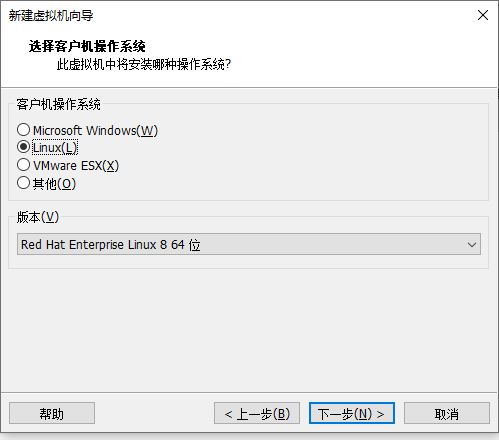 新建虚拟机向导
选择客户机操作系统
此虚拟机中将安装哪种操作系统?
客户机操作系统
Microsoft Windows(W)
Linux(L)
VMware ESX(X)
其他(O)
版本(V)
Red Hat Enterprise Linux 8 64 位
帮助
< 上一步(B)
下一步(N) >
取消